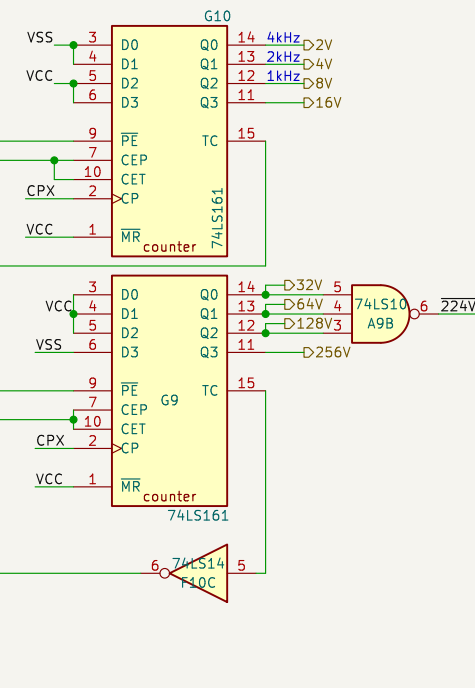 G10
VSS 3 D0 Q0 14 4kHz 2V
4 D1 Q1 13 2kHz 4V
VCC 5 D2 Q2 12 1kHz 8V
6 D3 Q3 11 16V
9 PE TC 15
7 CEP
10 CET
CPX 2 CP
74LS161
VCC 1 MR
counter
3 D0 Q0 14 32V 5
VCC 4 D1 Q1 13 64V 4 74LS10 6 224V
5 D2 Q2 12 128V 3 A9B
VSS 6 D3 Q3 11 256V
9 PE TC 15
7 CEP G9
10 CET
CPX 2 CP
VCC 1 MR
counter
74LS161
6 74LS14 5
F10C